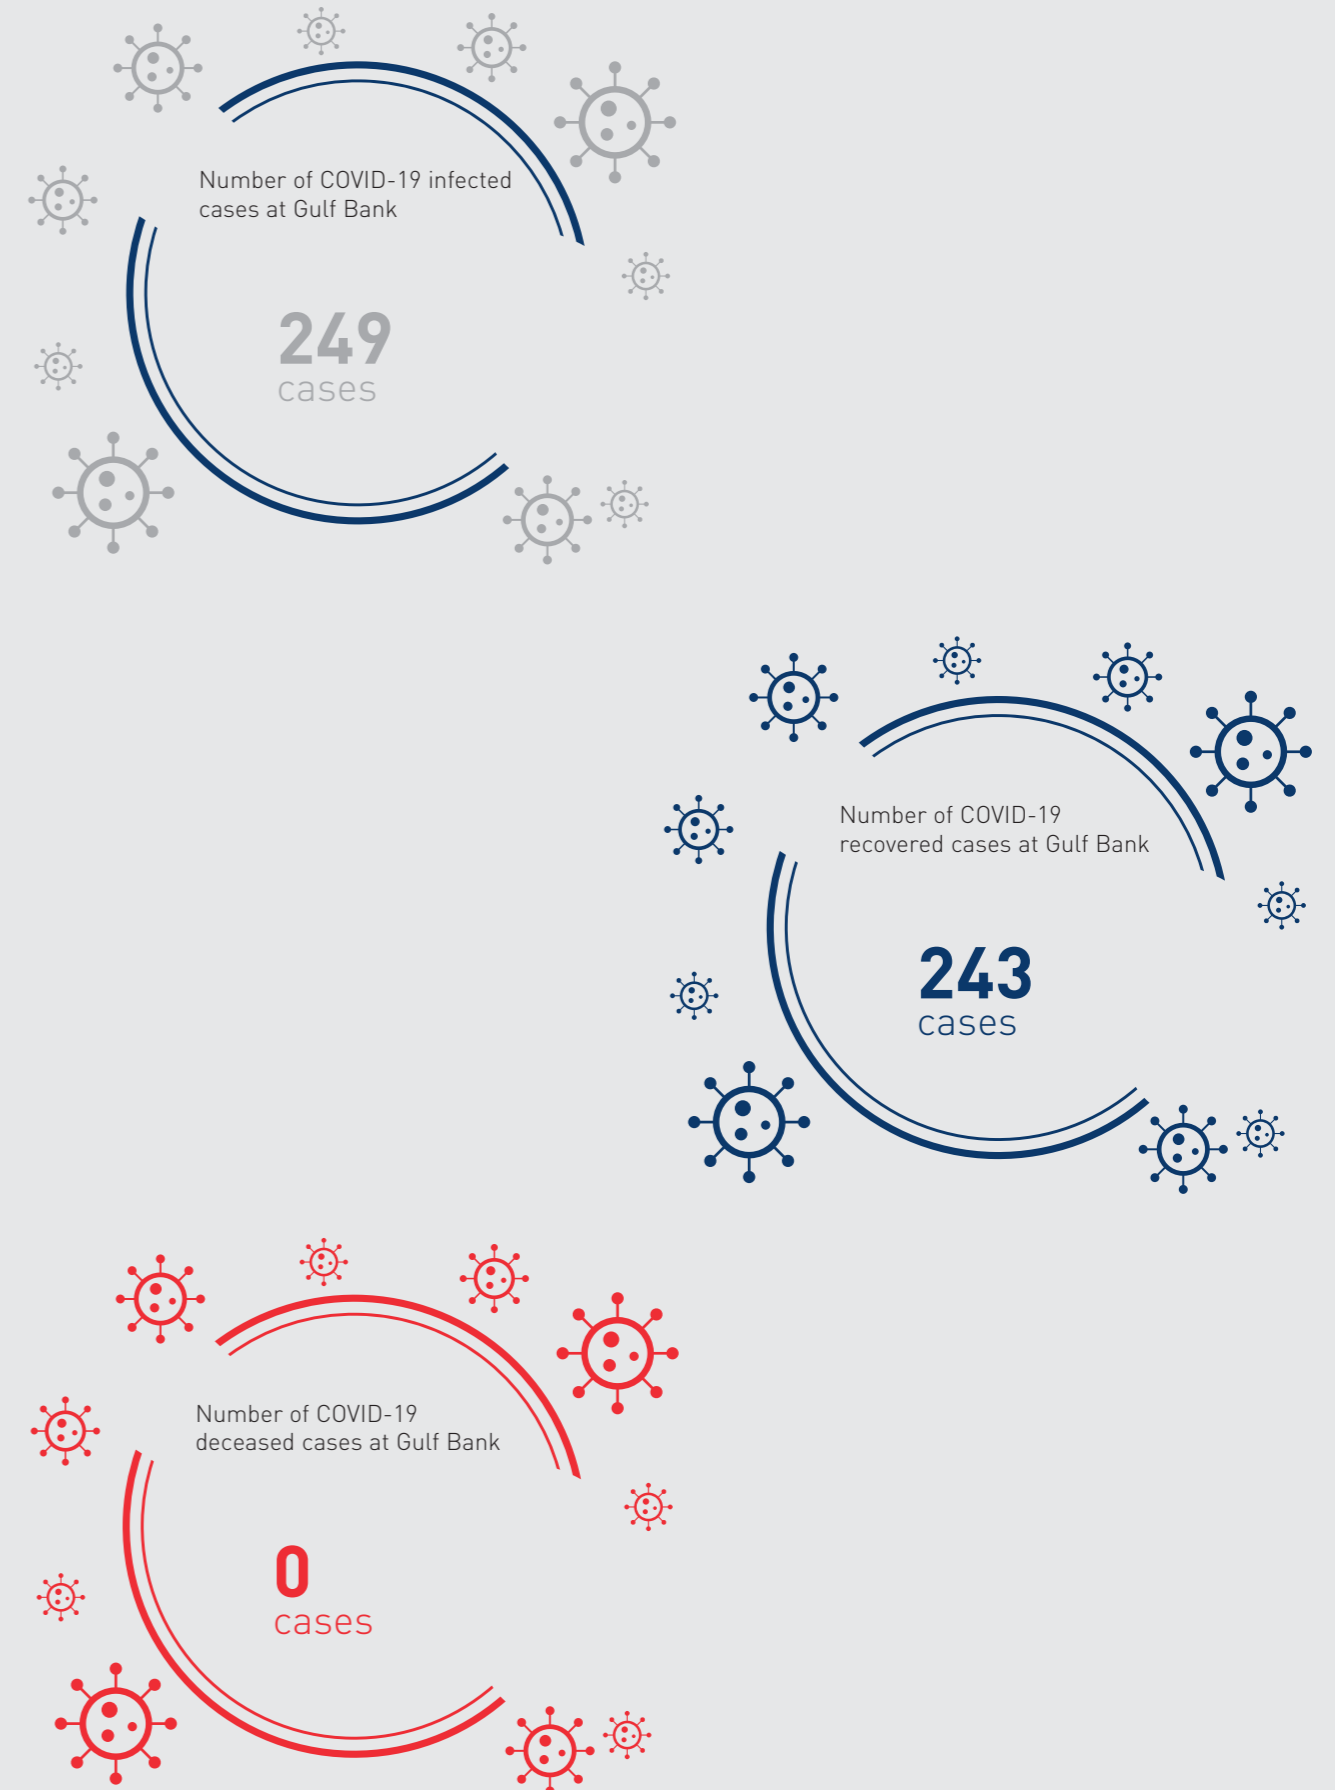 Number of COVID-19 infected
cases at Gulf Bank
249
cases
Number of COVID-19
recovered cases at Gulf Bank
243
cases
Number of COVID-19
deceased cases at Gulf Bank
0
cases